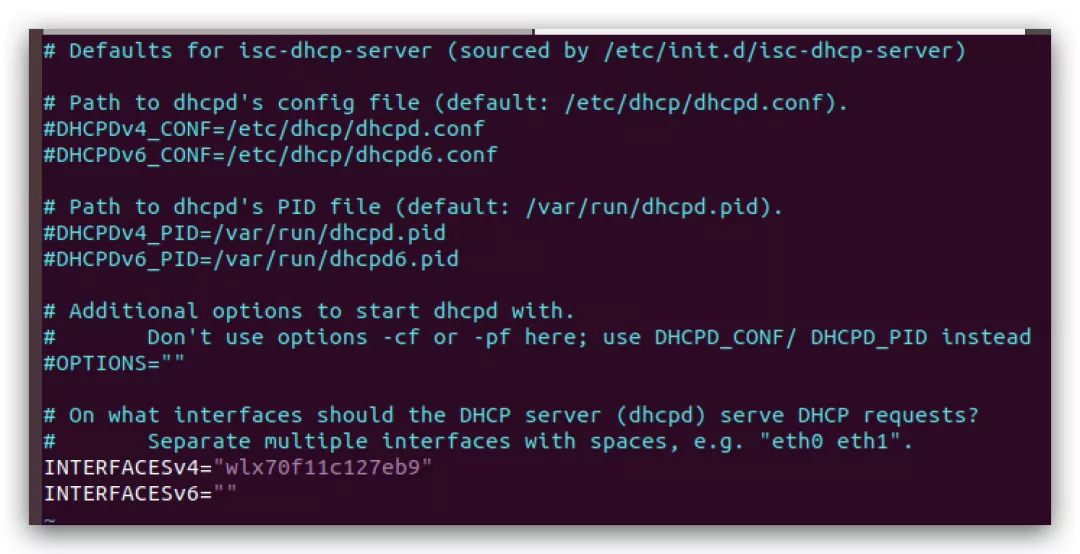 # Defaults for isc-dhcp-server (sourced by /etc/init.d/isc-dhcp-server)
# Path to dhcpd's config file (default: /etc/dhcp/dhcpd.conf).
#DHCPDv4_CONF=/etc/dhcp/dhcpd.conf
#DHCPDv6_CONF=/etc/dhcp/dhcpd6.conf
# Path to dhcpd's PID file (default: /var/run/dhcpd.pid).
#DHCPDv4_PID=/var/run/dhcpd.pid
#DHCPDv6_PID=/var/run/dhcpd6.pid
# Additional options to start dhcpd with.
#       Don't use options -cf or -pf here; use DHCPD_CONF/ DHCPD_PID instead
#OPTIONS=""
# On what interfaces should the DHCP server (dhcpd) serve DHCP requests?
#       Separate multiple interfaces with spaces, e.g. "eth0 eth1".
INTERFACESv4="wlx70f11c127eb9"
INTERFACESv6=""
~